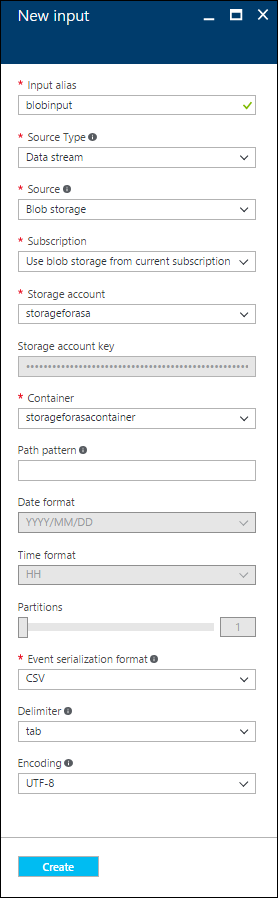 New input
* Input alias
blobinput
* Source Type
Data stream
* Source
Blob storage
* Subscription
Use blob storage from current subscription
* Storage account
storageforasa
Storage account key
* Container
storageforasacontainer
Path pattern
Date format
YYYY/MM/DD
Time format
HH
Partitions
1
* Event serialization format
CSV
Delimiter
tab
Encoding
UTF-8
Create